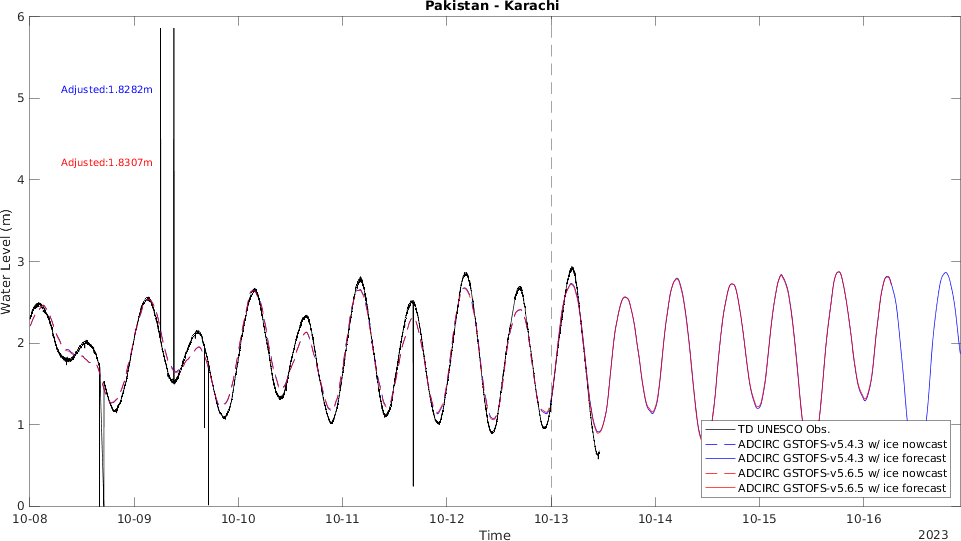 Pakistan - Karachi
6
5
4
3
2
1
0
Water Level (m)
Adjusted:1.8282m
Adjusted:1.8307m
TD UNESCO Obs.
ADCIRC GSTOFS-v5.4.3 w/ ice nowcast
ADCIRC GSTOFS-v5.4.3 w/ ice forecast
ADCIRC GSTOFS-v5.6.5 w/ ice nowcast
ADCIRC GSTOFS-v5.6.5 w/ ice forecast
10-08 10-09 10-10 10-11 10-12 10-13 10-14 10-15 10-16
Time
2023